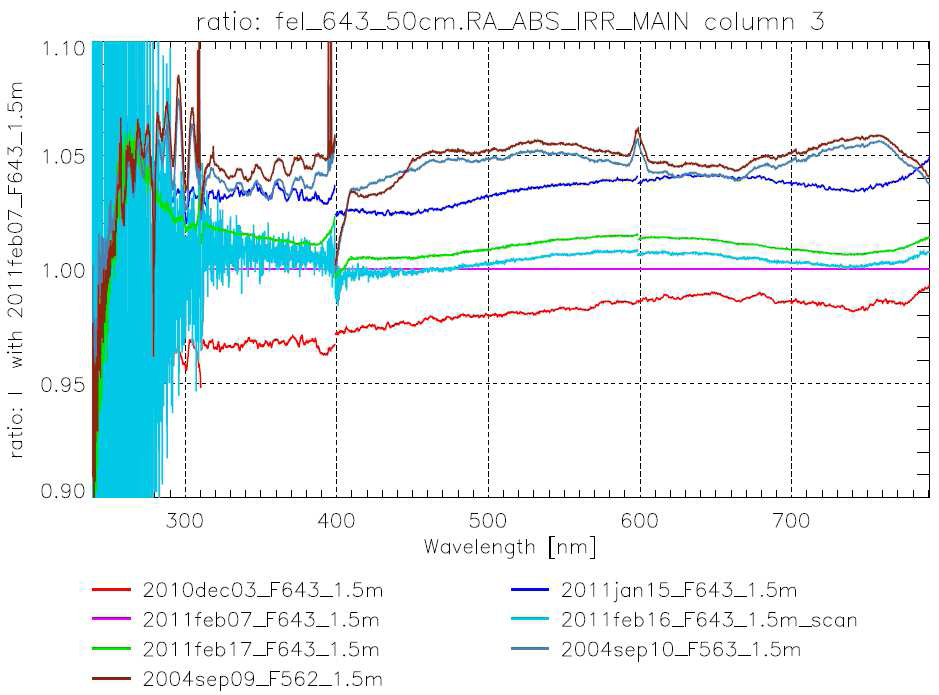 ratio: fel_643_50cm.RA_ABS_IRR_MAIN column 3
1.10
1.05
1.00
0.95
0.90
ratio: I with 2011feb07_F643_1.5m
300 400 500 600 700
Wavelength [nm]
2010dec03_F643_1.5m 2011jan15_F643_1.5m
2011feb07_F643_1.5m 2011feb16_F643_1.5m_scan
2011feb17_F643_1.5m 2004sep10_F563_1.5m
2004sep09_F562_1.5m